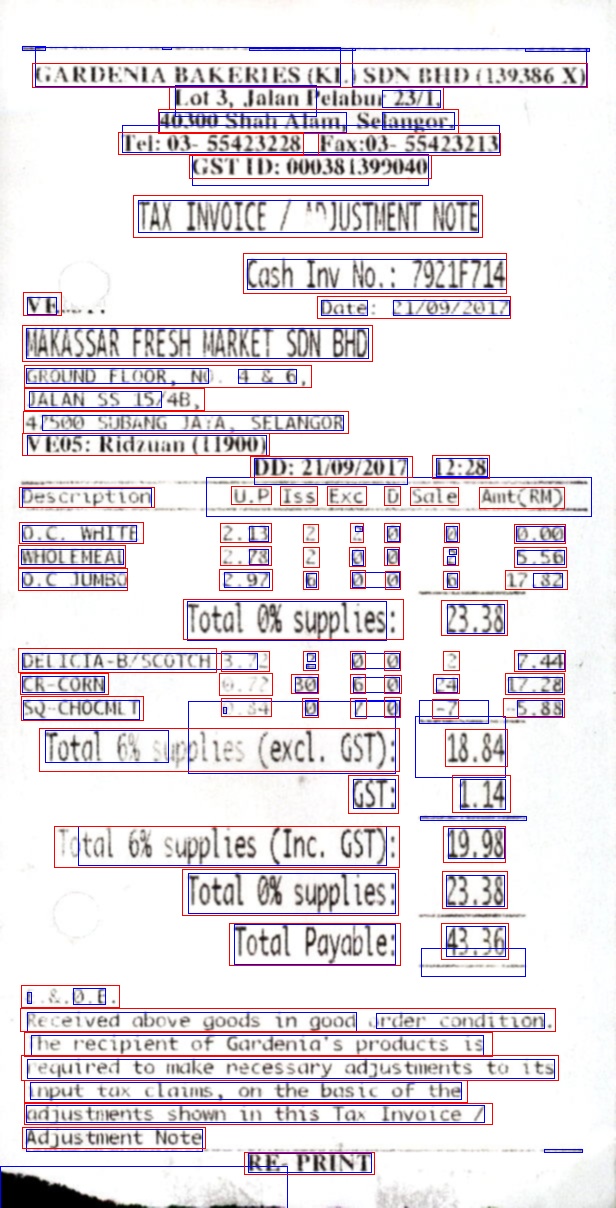 GARDENIA BAKERIES (KL) SDN BHD (139386 X)
Lot 3, Jalan Pelabur 23/1,
40300 Shah Alam, Selangor.
Tel: 03- 55423228 Fax:03- 55423213
GST ID: 000381399040
TAX INVOICE / ADJUSTMENT NOTE
Cash Inv No.: 7921F714
VE
Date: 21/09/2017
MAKASSAR FRESH MARKET SDN BHD
GROUND FLOOR, NO. 4 & 6,
JALAN SS 15/4B,
47500 SUBANG JAYA, SELANGOR
VE05: Ridzuan (11900)
DD: 21/09/2017 12:28
Description U.P Iss Exc D Sale Amt(RM)
O.C. WHITE 2.13 2 2 0 0 0.00
WHOLEMEAL 2.78 2 0 0 2 5.56
O.C JUMBO 2.97 6 0 0 6 17.82
Total 0% supplies: 23.38
DELICIA-B/SCOTCH 3.72 2 0 0 2 7.44
CR-CORN 0.72 30 6 0 24 17.28
SQ-CHOCMLT 0.84 0 7 0 -7 -5.88
Total 6% supplies (excl. GST): 18.84
GST: 1.14
Total 6% supplies (Inc. GST): 19.98
Total 0% supplies: 23.38
Total Payable: 43.36
E.&.O.E.
Received above goods in good order condition.
The recipient of Gardenia's products is
required to make necessary adjustments to its
input tax claims, on the basic of the
adjustments shown in this Tax Invoice /
Adjustment Note
RE- PRINT